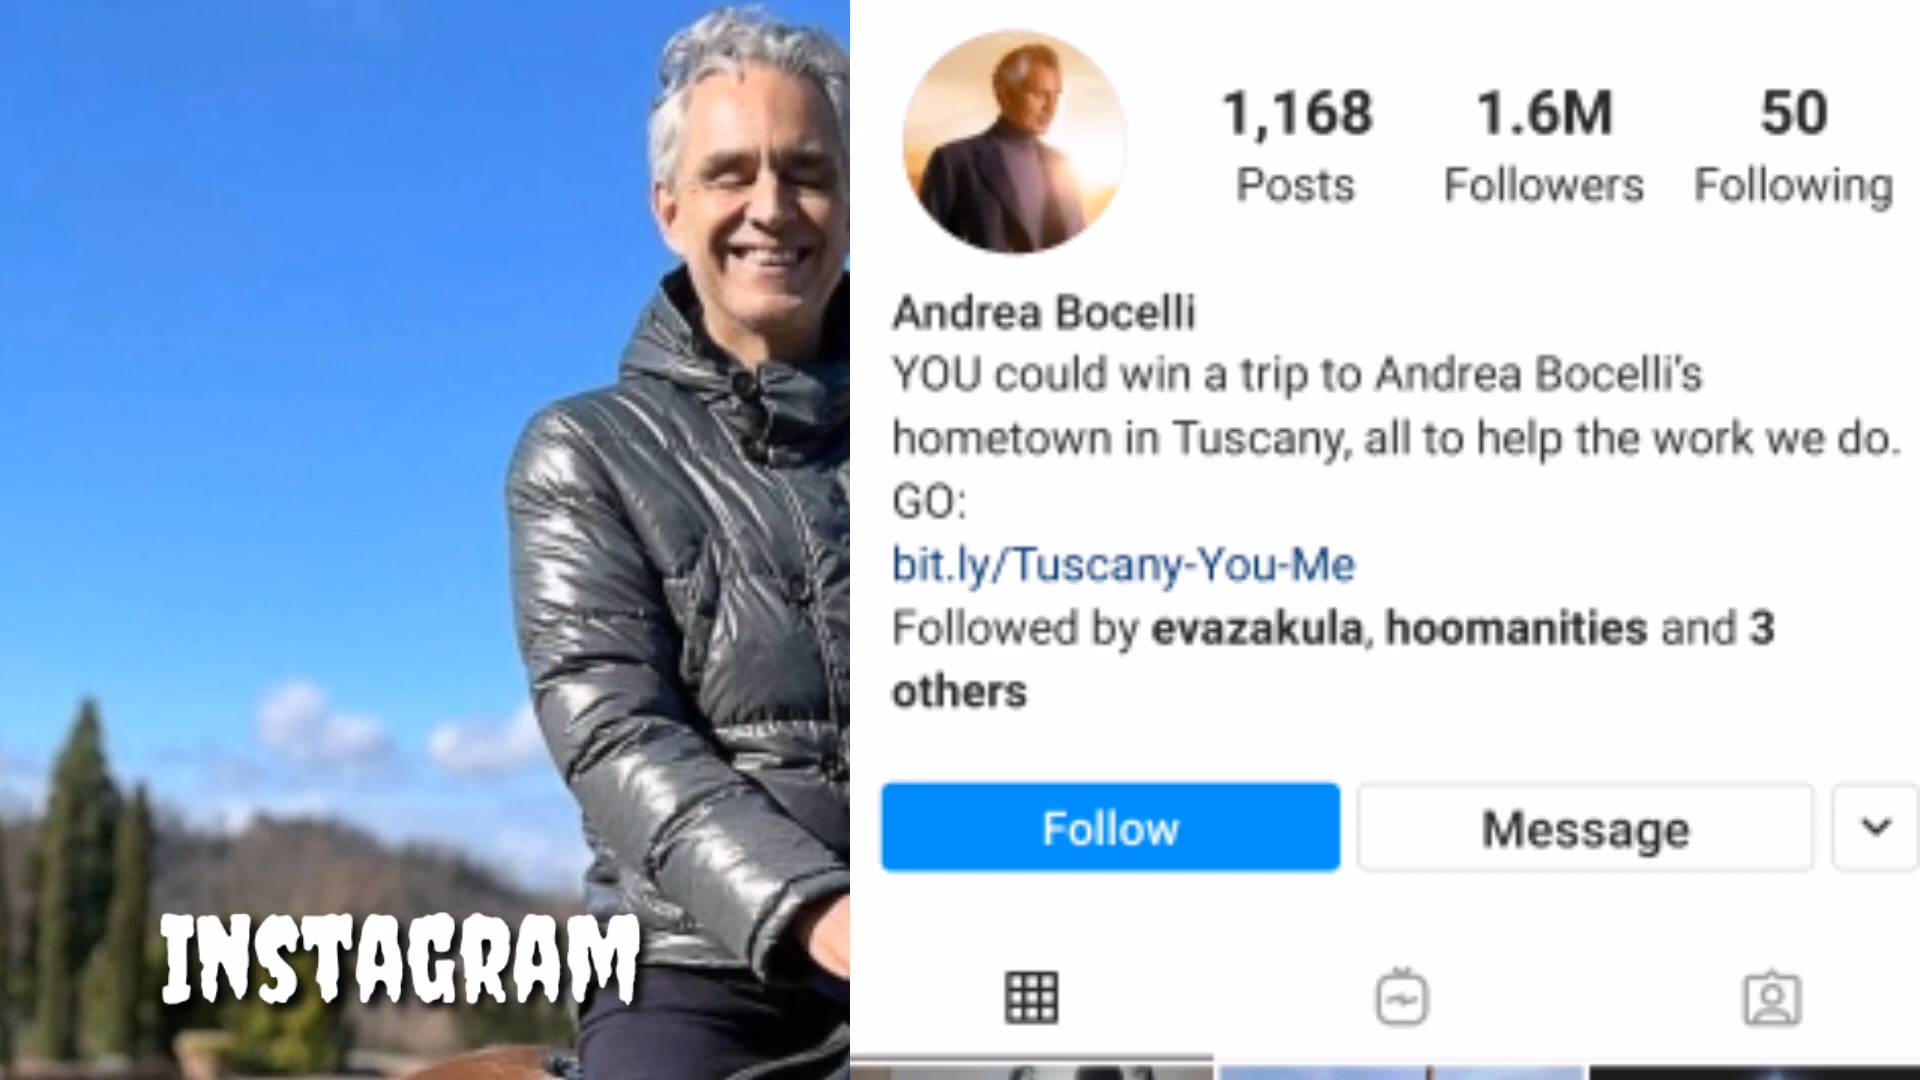 INSTAGRAM
1,168
Posts
1.6M
Followers
50
Following
Andrea Bocelli
YOU could win a trip to Andrea Bocelli's
hometown in Tuscany, all to help the work we do.
GO:
bit.ly/Tuscany-You-Me
Followed by evazakula, hoomanities and 3
others
Follow
Message